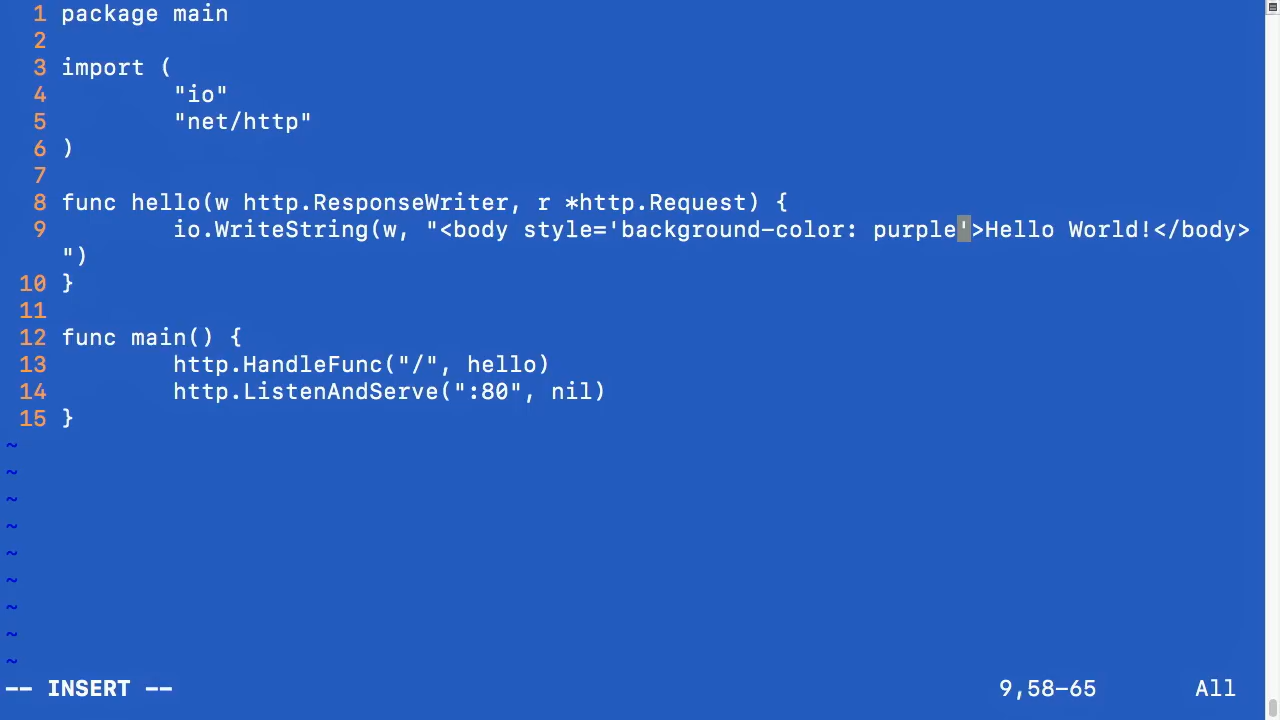 1 package main
2
3 import (
4         "io"
5         "net/http"
6 )
7
8 func hello(w http.ResponseWriter, r *http.Request) {
9         io.WriteString(w, "<body style='background-color: purple'>Hello World!</body>
")
10 }
11
12 func main() {
13         http.HandleFunc("/", hello)
14         http.ListenAndServe(":80", nil)
15 }
~
~
~
~
~
~
~
~
~
-- INSERT --                    9,58-65       All